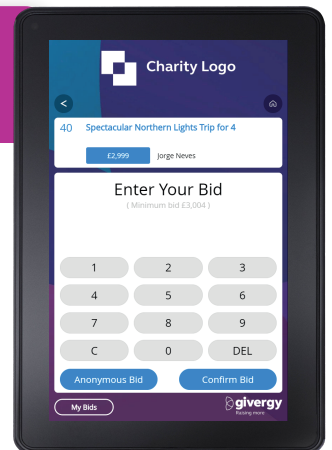 Charity Logo
<
40 Spectacular Northern Lights Trip for 4
£2,999 Jorge Neves
Enter Your Bid
( Minimum bid £3,004 )
1 2 3
4 5 6
7 8 9
C 0 DEL
Anonymous Bid Confirm Bid
My Bids givergy
Raising more